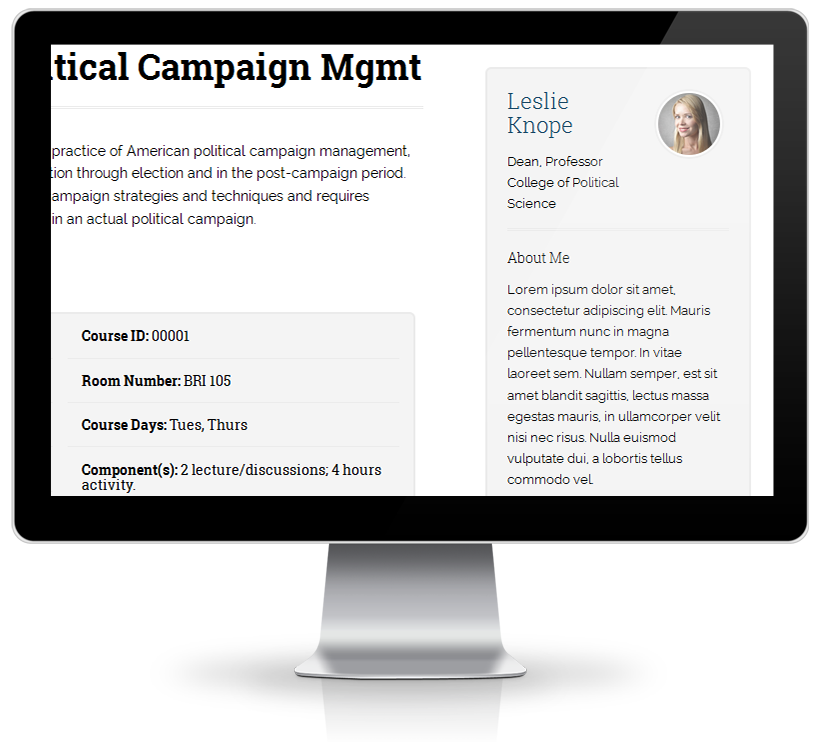 tical Campaign Mgmt
practice of American political campaign management,
tion through election and in the post-campaign period.
ampaign strategies and techniques and requires
in an actual political campaign.
Course ID: 00001
Room Number: BRI 105
Course Days: Tues, Thurs
Component(s): 2 lecture/discussions; 4 hours
activity.
Leslie
Knope
Dean, Professor
College of Political
Science
About Me
Lorem ipsum dolor sit amet,
consectetur adipiscing elit. Mauris
fermentum nunc in magna
pellentesque tempor. In vitae
laoreet sem. Nullam semper, est sit
amet blandit sagittis, lectus massa
egestas mauris, in ullamcorper velit
nisi nec risus. Nulla euismod
vulputate dui, a lobortis tellus
commodo vel.